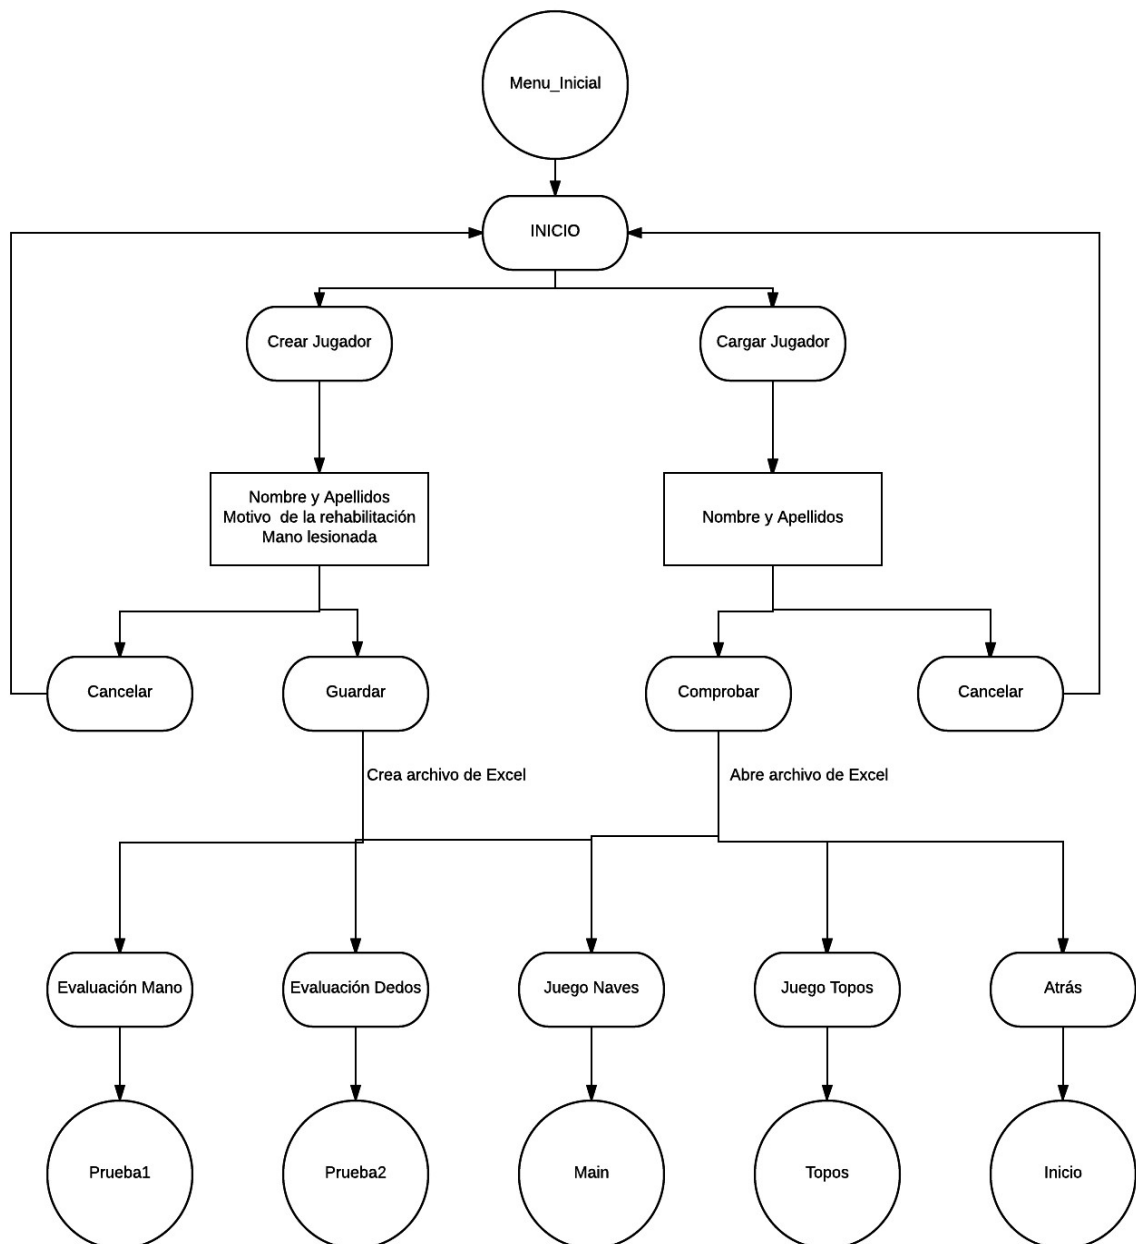 Menu_Inicial
INICIO
Crear Jugador
Cargar Jugador
Nombre y Apellidos
Motivo  de la rehabilitación
Mano lesionada
Nombre y Apellidos
Cancelar
Guardar
Comprobar
Cancelar
Crea archivo de Excel
Abre archivo de Excel
Evaluación Mano
Evaluación Dedos
Juego Naves
Juego Topos
Atrás
Prueba1
Prueba2
Main
Topos
Inicio